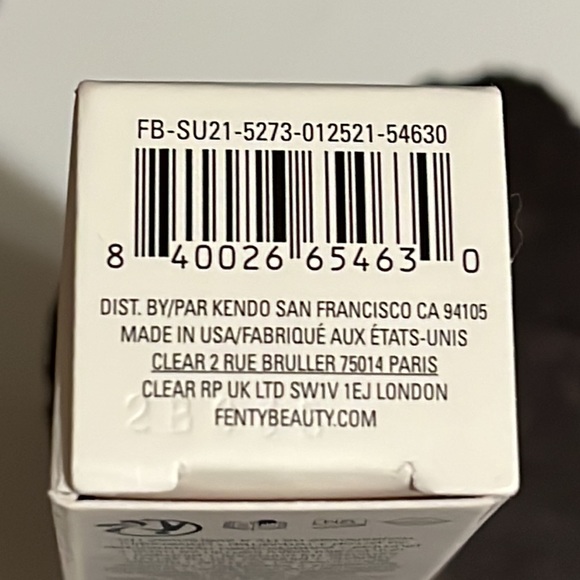 FB-SU21-5273-012521-54630
8 40026 65463 0
DIST. BY/PAR KENDO SAN FRANCISCO CA 94105
MADE IN USA/FABRIQUÉ AUX ÉTATS-UNIS
CLEAR 2 RUE BRULLER 75014 PARIS
CLEAR RP UK LTD SW1V 1EJ LONDON
FENTYBEAUTY.COM